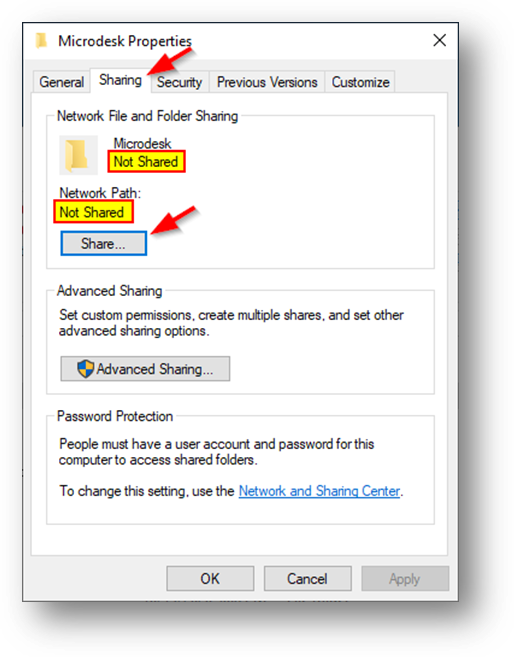 Microdesk Properties
General Sharing Security Previous Versions Customize
Network File and Folder Sharing
Microdesk
Not Shared
Network Path:
Not Shared
Share...
Advanced Sharing
Set custom permissions, create multiple shares, and set other
advanced sharing options.
Advanced Sharing...
Password Protection
People must have a user account and password for this
computer to access shared folders.
To change this setting, use the Network and Sharing Center.
OK Cancel Apply